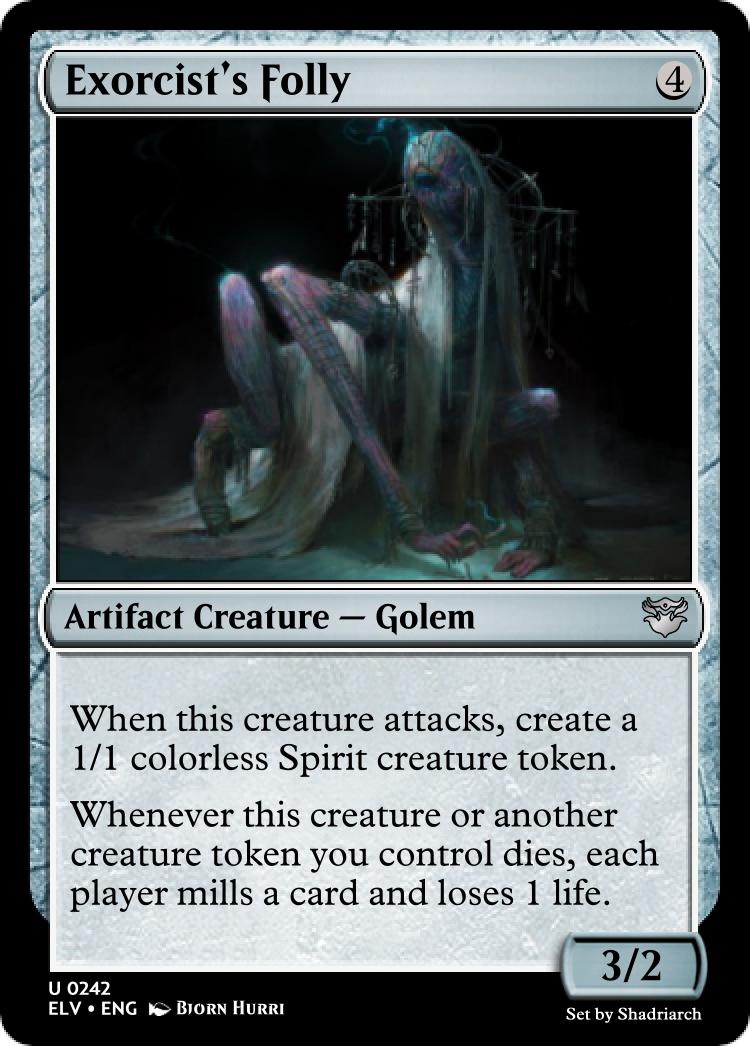 Exorcist's Folly
4
Artifact Creature — Golem
When this creature attacks, create a
1/1 colorless Spirit creature token.
Whenever this creature or another
creature token you control dies, each
player mills a card and loses 1 life.
3/2
U 0242
ELV • ENG Bjorn Hurri
Set by Shadriarch